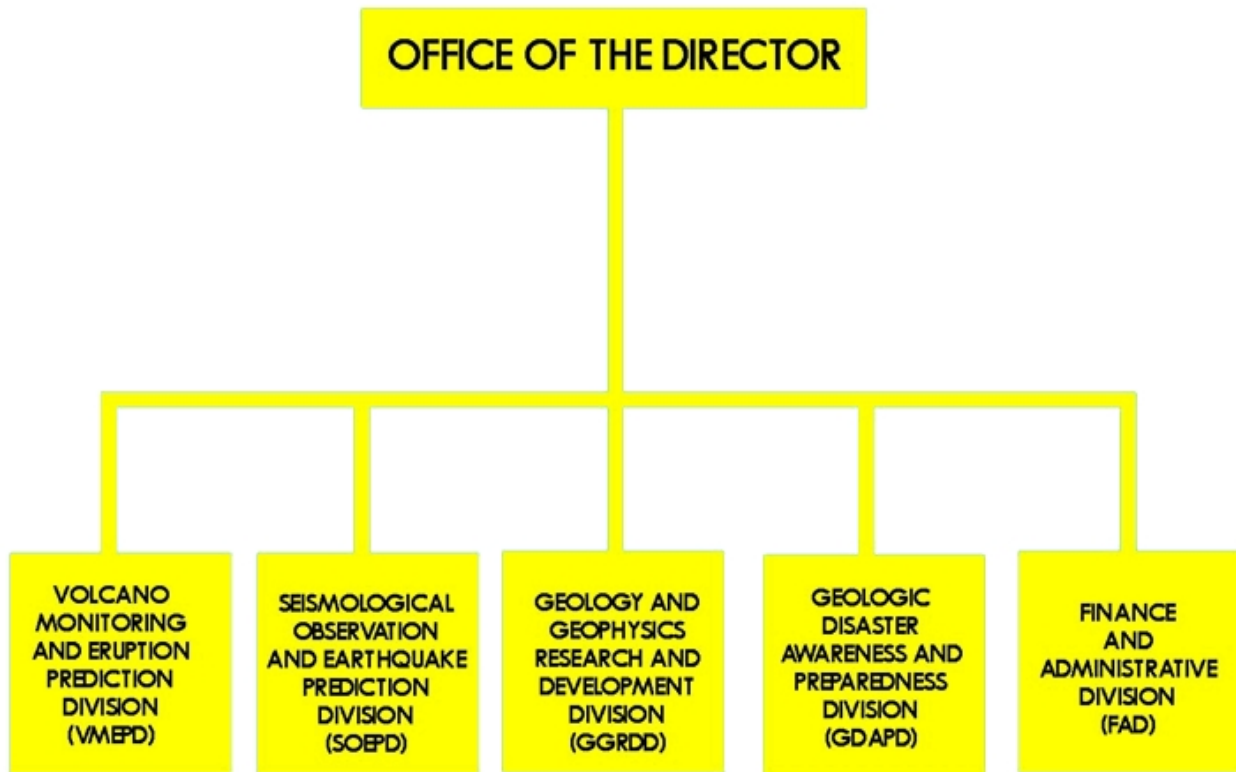 OFFICE OF THE DIRECTOR
VOLCANO
MONITORING
AND ERUPTION
PREDICTION
DIVISION
(VMEPD)
SEISMOLOGICAL
OBSERVATION
AND EARTHQUAKE
PREDICTION
DIVISION
(SOEPD)
GEOLOGY AND
GEOPHYSICS
RESEARCH AND
DEVELOPMENT
DIVISION
(GGRDD)
GEOLOGIC
DISASTER
AWARENESS AND
PREPAREDNESS
DIVISION
(GDAPD)
FINANCE
AND
ADMINISTRATIVE
DIVISION
(FAD)